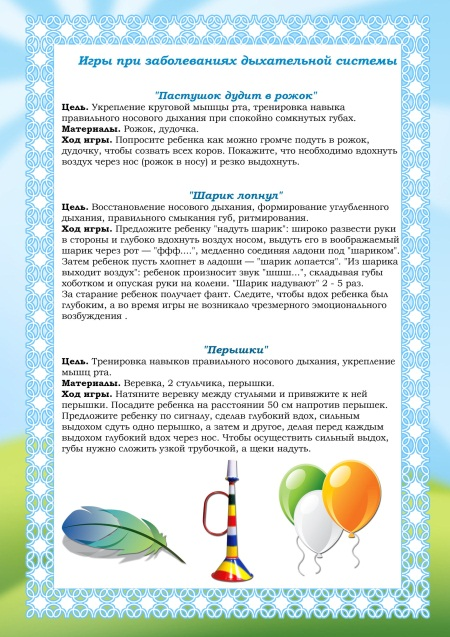 Игры при заболеваниях дыхательной системы
"Пастушок дудит в рожок"
Цель. Укрепление круговой мышцы рта, тренировка навыка
правильного носового дыхания при спокойно сомкнутых губах.
Материалы. Рожок, дудочка.
Ход игры. Попросите ребенка как можно громче подуть в рожок,
дудочку, чтобы созвать всех коров. Покажите, что необходимо вдохнуть
воздух через нос (рожок в носу) и резко выдохнуть.
"Шарик лопнул"
Цель. Восстановление носового дыхания, формирование углубленного
дыхания, правильного смыкания губ, ритмирования.
Ход игры. Предложите ребенку "надуть шарик": широко развести руки
в стороны и глубоко вдохнуть воздух носом, выдуть его в воображаемый
шарик через рот — "ффф....", медленно соединяя ладони под "шариком".
Затем ребенок пусть хлопнет в ладоши — "шарик лопается". "Из шарика
выходит воздух": ребенок произносит звук "шшш...", складывая губы
хоботком и опуская руки на колени. "Шарик надувают" 2 - 5 раз.
За старание ребенок получает фант. Следите, чтобы вдох ребенка был
глубоким, а во время игры не возникало чрезмерного эмоционального
возбуждения .
"Перышки"
Цель. Тренировка навыков правильного носового дыхания, укрепление
мышц рта.
Материалы. Веревка, 2 стульчика, перышки.
Ход игры. Натяните веревку между стульями и привяжите к ней
перышки. Посадите ребенка на расстоянии 50 см напротив перышек.
Предложите ребенку по сигналу, сделав глубокий вдох, сильным
выдохом сдуть одно перышко, а затем и другое, делая перед каждым
выдохом глубокий вдох через нос. Чтобы осуществить сильный выдох,
губы нужно сложить узкой трубочкой, а щеки надуть.